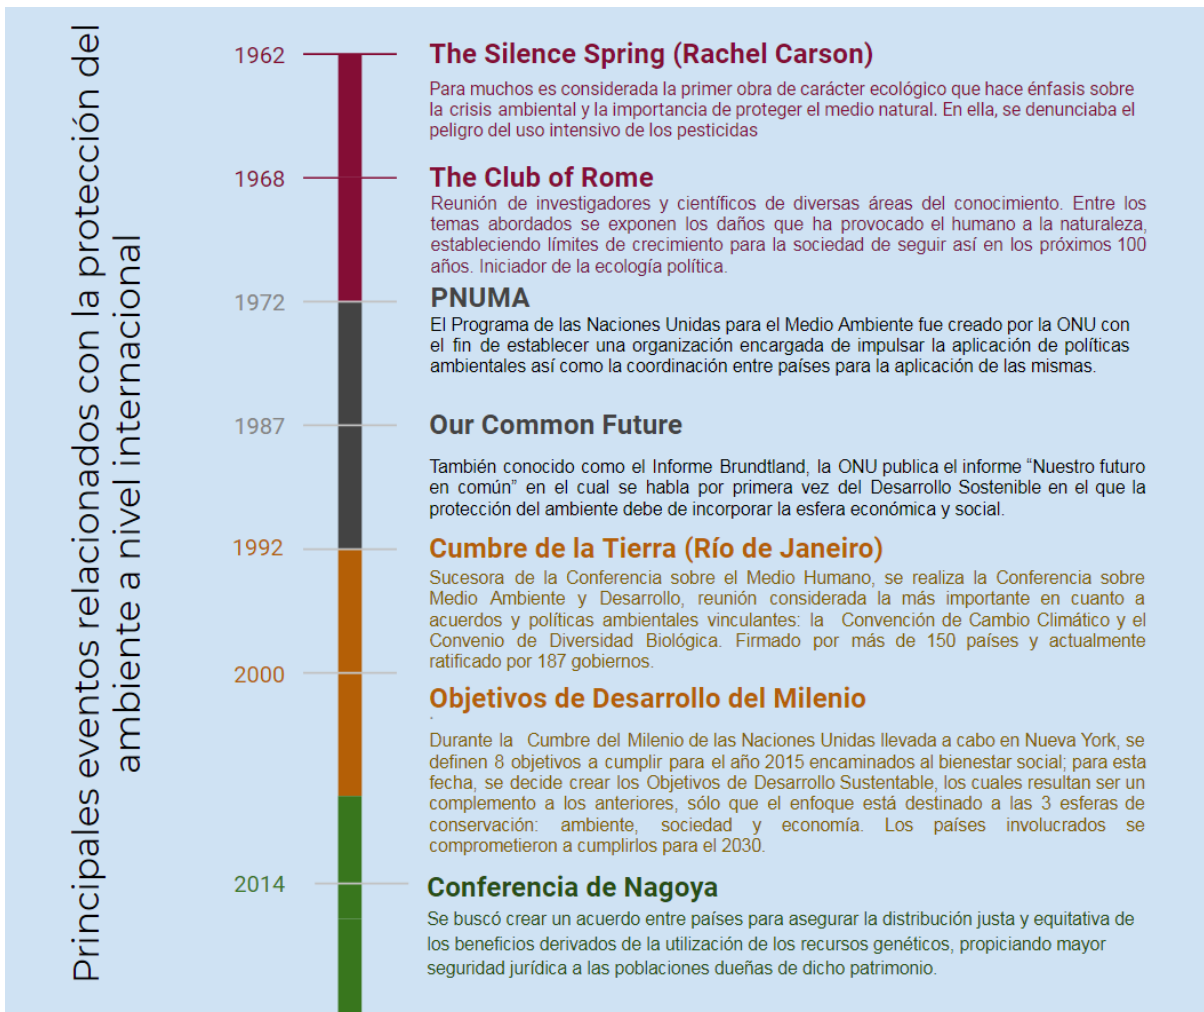 Principales eventos relacionados con la protección del
ambiente a nivel internacional
1962
The Silence Spring (Rachel Carson)
Para muchos es considerada la primer obra de carácter ecológico que hace énfasis sobre
la crisis ambiental y la importancia de proteger el medio natural. En ella, se denunciaba el
peligro del uso intensivo de los pesticidas
1968
The Club of Rome
Reunión de investigadores y científicos de diversas áreas del conocimiento. Entre los
temas abordados se exponen los daños que ha provocado el humano a la naturaleza,
estableciendo límites de crecimiento para la sociedad de seguir así en los próximos 100
años. Iniciador de la ecología política.
1972
PNUMA
El Programa de las Naciones Unidas para el Medio Ambiente fue creado por la ONU con
el fin de establecer una organización encargada de impulsar la aplicación de políticas
ambientales así como la coordinación entre países para la aplicación de las mismas.
1987
Our Common Future
También conocido como el Informe Brundtland, la ONU publica el informe “Nuestro futuro
en común” en el cual se habla por primera vez del Desarrollo Sostenible en el que la
protección del ambiente debe de incorporar la esfera económica y social.
1992
Cumbre de la Tierra (Río de Janeiro)
Sucesora de la Conferencia sobre el Medio Humano, se realiza la Conferencia sobre
Medio Ambiente y Desarrollo, reunión considerada la más importante en cuanto a
acuerdos y políticas ambientales vinculantes: la Convención de Cambio Climático y el
Convenio de Diversidad Biológica. Firmado por más de 150 países y actualmente
ratificado por 187 gobiernos.
2000
Objetivos de Desarrollo del Milenio
.
Durante la Cumbre del Milenio de las Naciones Unidas llevada a cabo en Nueva York, se
definen 8 objetivos a cumplir para el año 2015 encaminados al bienestar social; para esta
fecha, se decide crear los Objetivos de Desarrollo Sustentable, los cuales resultan ser un
complemento a los anteriores, sólo que el enfoque está destinado a las 3 esferas de
conservación: ambiente, sociedad y economía. Los países involucrados se
comprometieron a cumplirlos para el 2030.
2014
Conferencia de Nagoya
Se buscó crear un acuerdo entre países para asegurar la distribución justa y equitativa de
los beneficios derivados de la utilización de los recursos genéticos, propiciando mayor
seguridad jurídica a las poblaciones dueñas de dicho patrimonio.